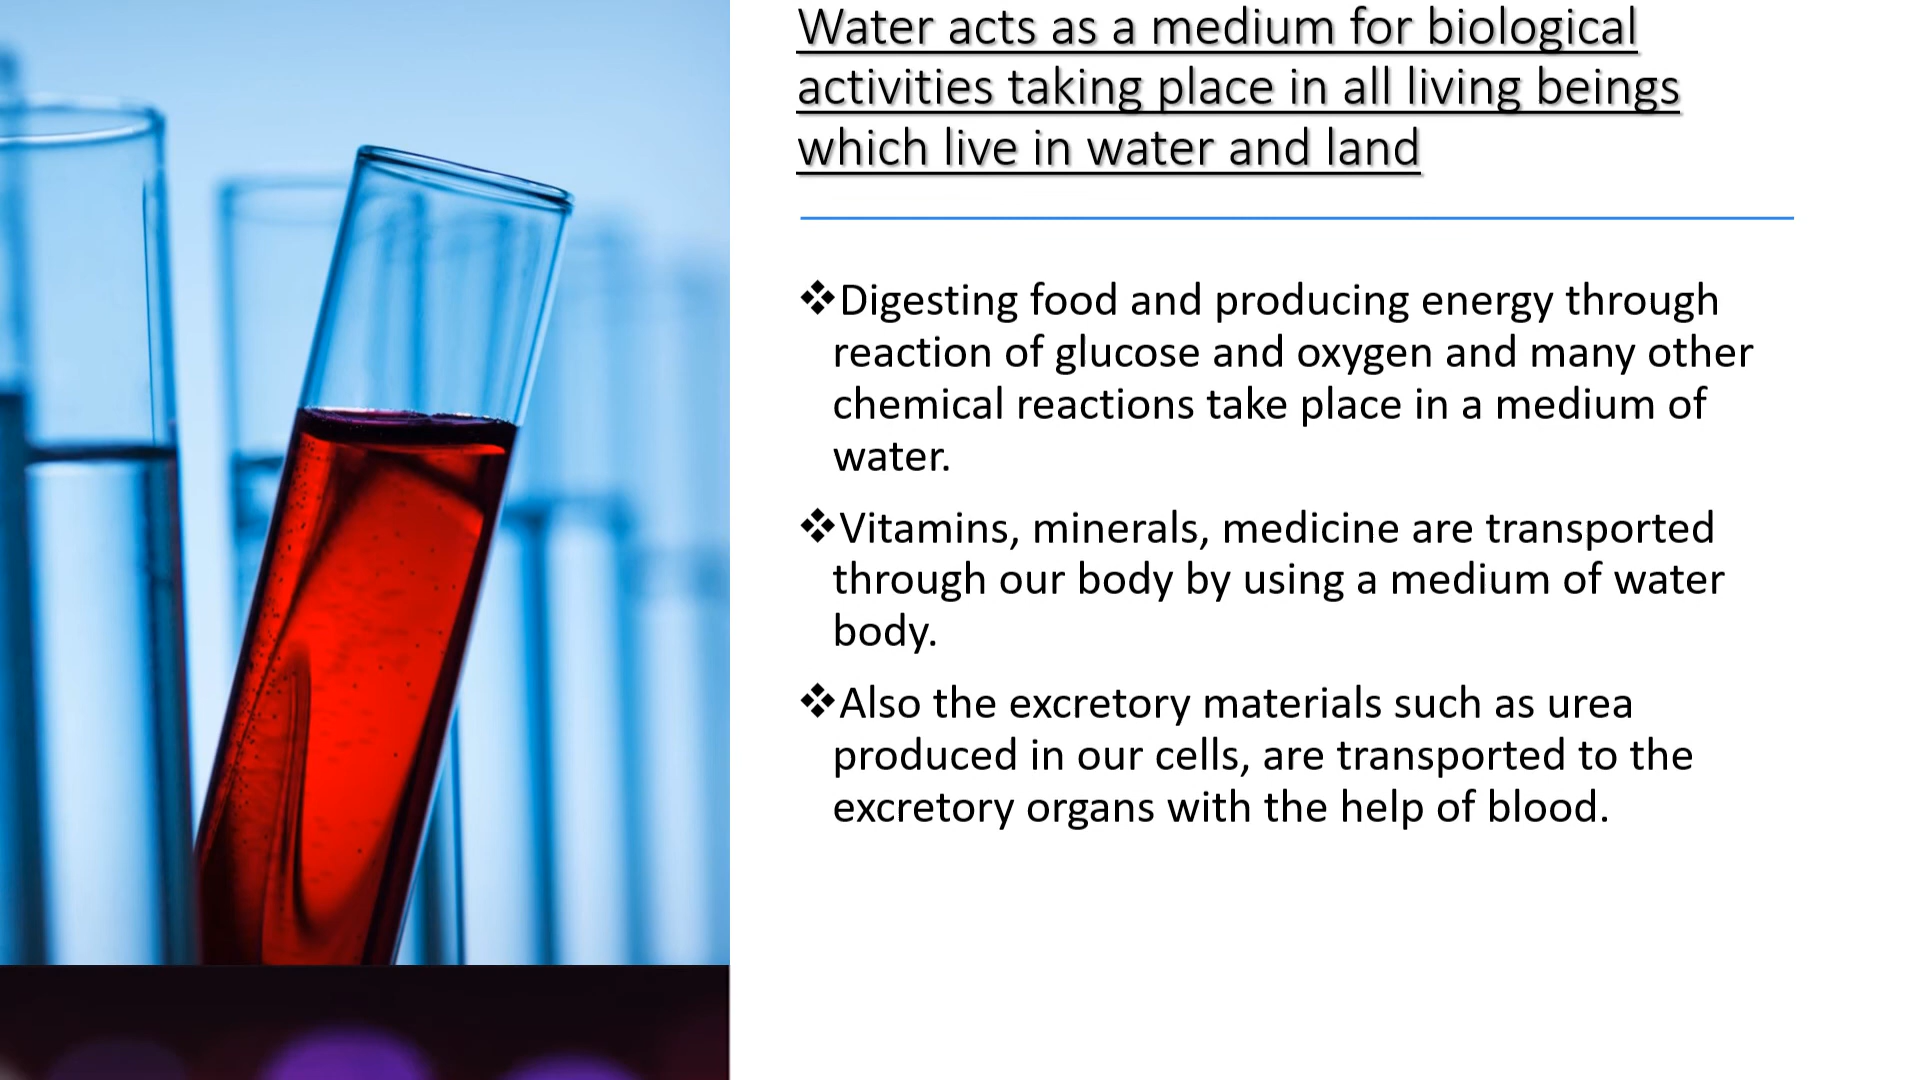 Water acts as a medium for biological
activities taking place in all living beings
which live in water and land
❖Digesting food and producing energy through
reaction of glucose and oxygen and many other
chemical reactions take place in a medium of
water.
❖Vitamins, minerals, medicine are transported
through our body by using a medium of water
body.
❖Also the excretory materials such as urea
produced in our cells, are transported to the
excretory organs with the help of blood.